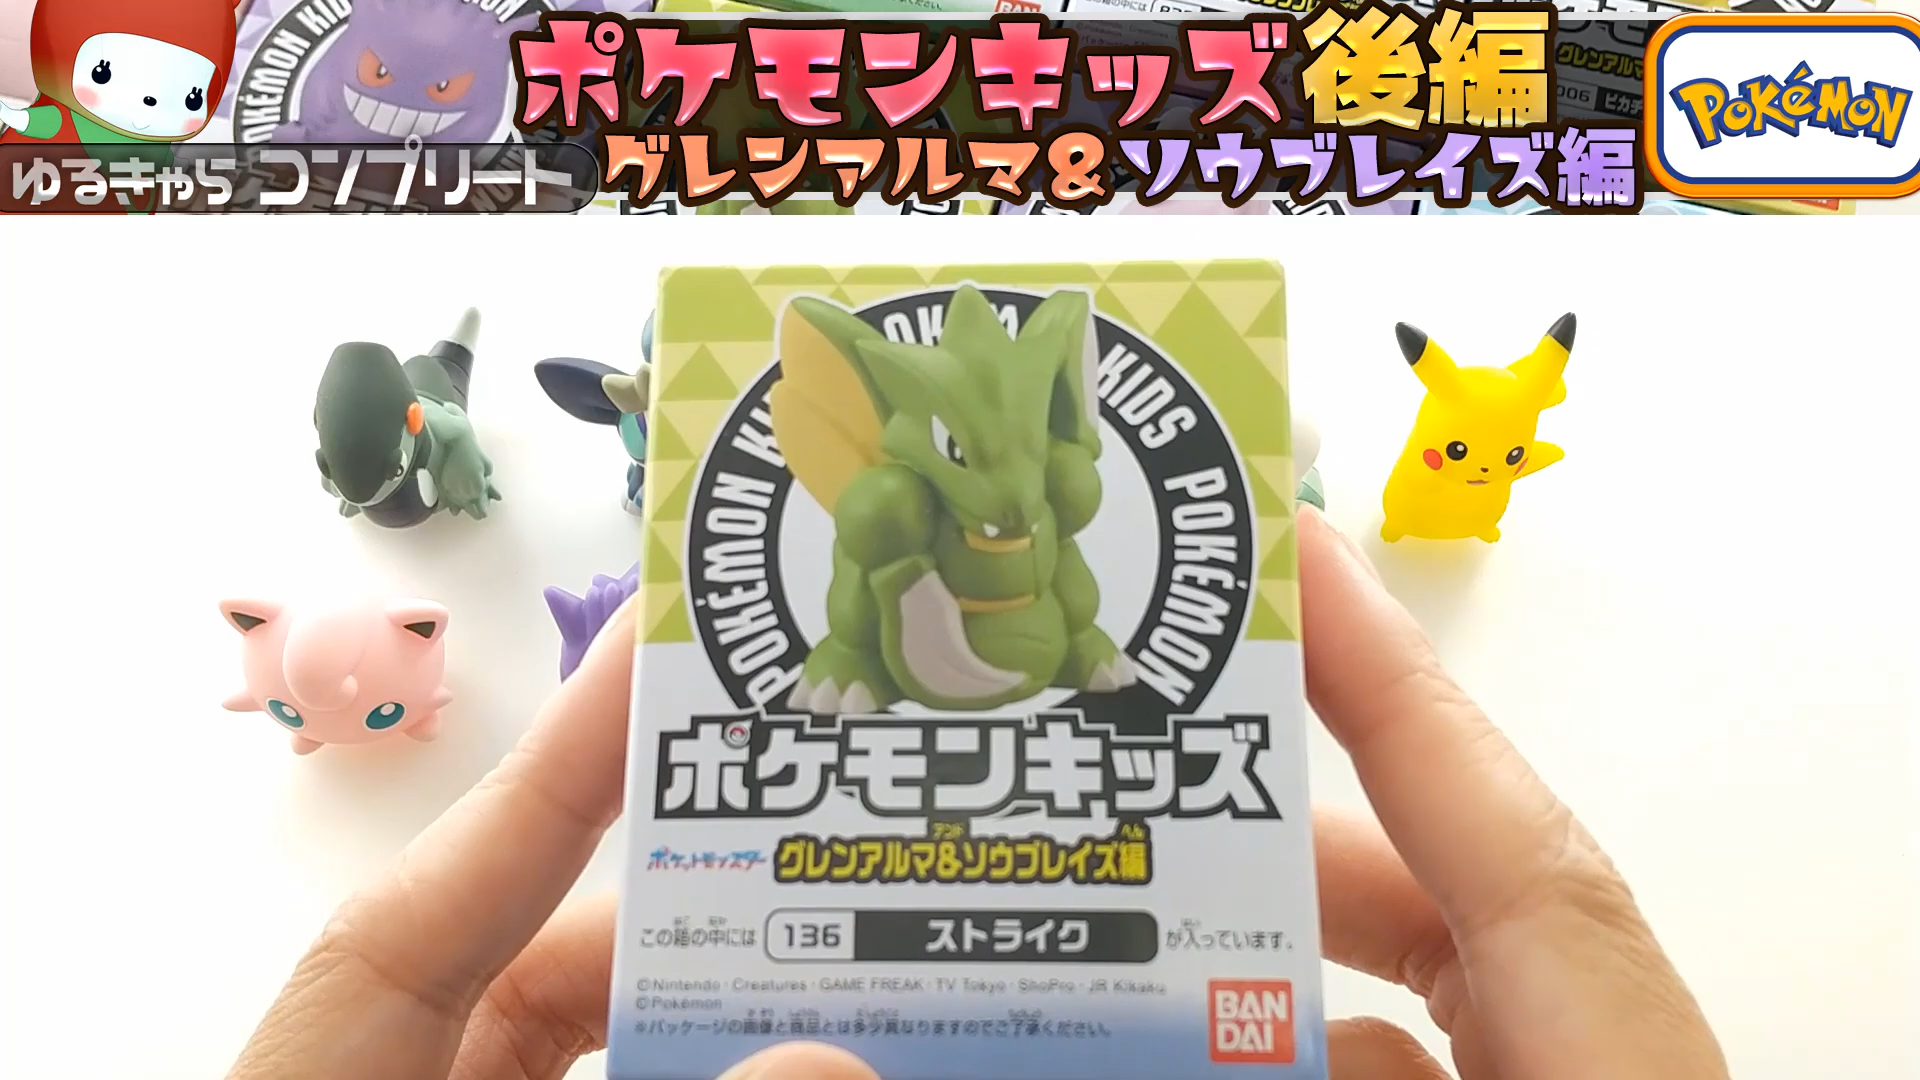 ポケモンキッズ後編
グレンアルマ&ソウブレイズ編
ゆるきゃらコンプリート
POKÉMON
POKÉMON KIDS POKÉMON
ポケモンキッズ
アンド へん
ポケットモンスター グレンアルマ&ソウブレイズ編
はこ なか はい
この箱の中には 136 ストライク が入っています。
©Nintendo・Creatures・GAME FREAK・TV Tokyo・ShoPro・JR Kikaku
©Pokémon
※パッケージの画像と商品とは多少異なりますのでご了承ください。
BAN
DAI